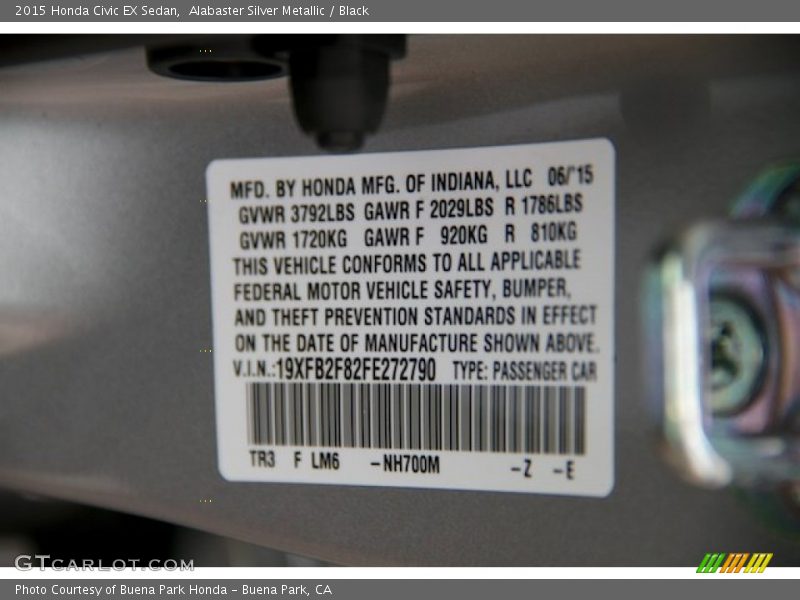 2015 Honda Civic EX Sedan,  Alabaster Silver Metallic / Black
MFD. BY HONDA MFG. OF INDIANA, LLC 06/'15
GVWR 3792LBS GAWR F 2029LBS R 1786LBS
GVWR 1720KG GAWR F 920KG R 810KG
THIS VEHICLE CONFORMS TO ALL APPLICABLE
FEDERAL MOTOR VEHICLE SAFETY, BUMPER,
AND THEFT PREVENTION STANDARDS IN EFFECT
ON THE DATE OF MANUFACTURE SHOWN ABOVE.
V.I.N.:19XFB2F82FE272790 TYPE: PASSENGER CAR
TR3 F LM6 -NH700M -Z -E
GTCARLOT.COM
Photo Courtesy of Buena Park Honda - Buena Park, CA